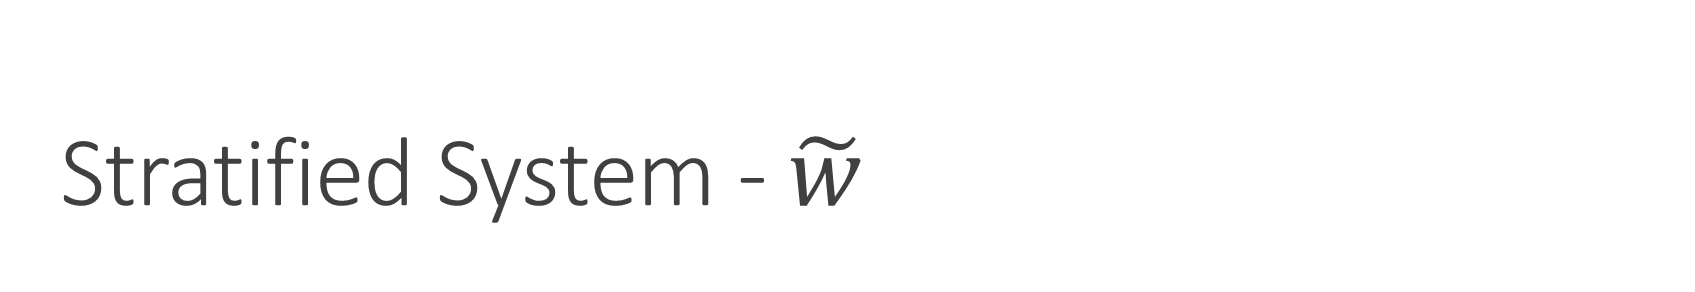 Stratified System - w̃